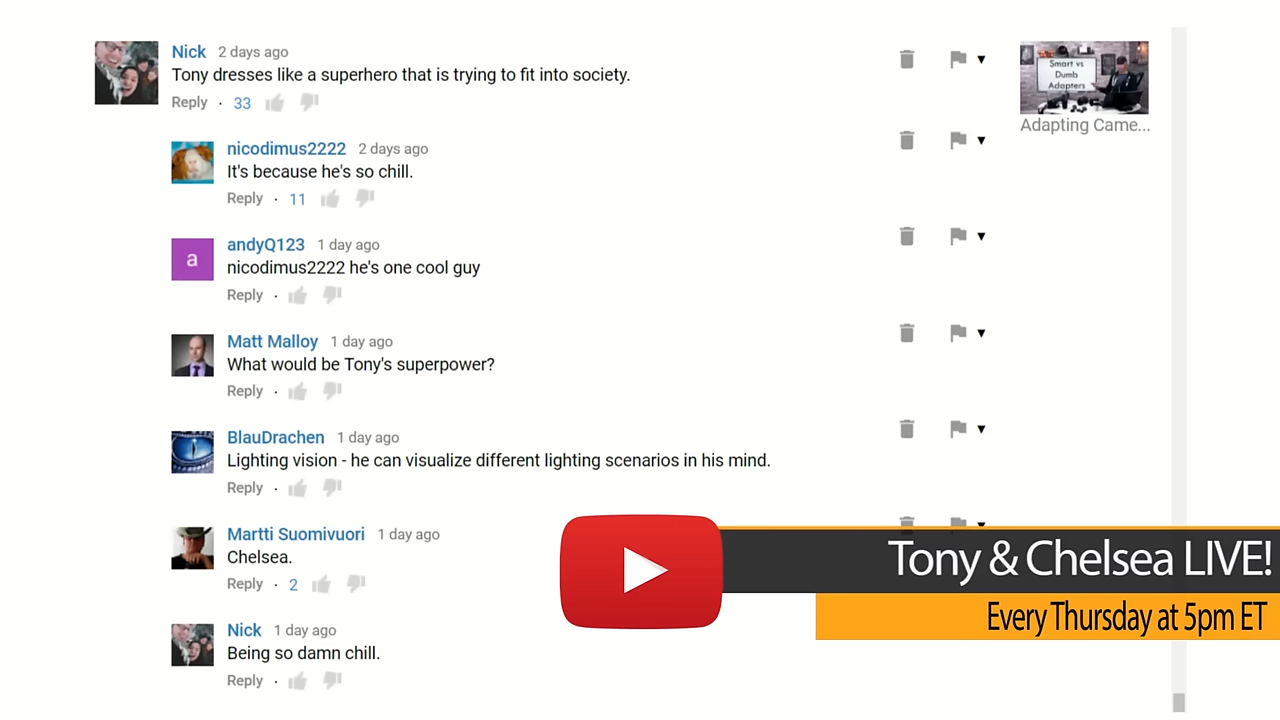 Nick 2 days ago
Tony dresses like a superhero that is trying to fit into society.
Reply · 33
Smart vs
Dumb
Adapters
Adapting Came...
nicodimus2222 2 days ago
It's because he's so chill.
Reply · 11
a
andyQ123 1 day ago
nicodimus2222 he's one cool guy
Reply ·
Matt Malloy 1 day ago
What would be Tony's superpower?
Reply ·
BlauDrachen 1 day ago
Lighting vision - he can visualize different lighting scenarios in his mind.
Reply ·
Martti Suomivuori 1 day ago
Chelsea.
Reply · 2
Tony & Chelsea LIVE!
Every Thursday at 5pm ET
Nick 1 day ago
Being so damn chill.
Reply ·